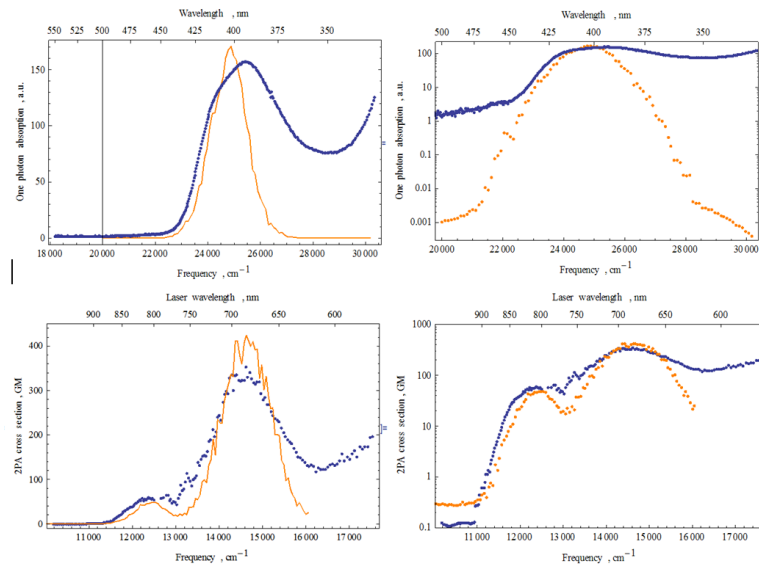 Wavelength , nm
550 525 500 475 450 425 400 375 350
One photon absorption , a.u.
150
100
50
0
18 000 20 000 22 000 24 000 26 000 28 000 30 000
Frequency , cm−1
Wavelength , nm
500 475 450 425 400 375 350
One photon absorption , a.u.
100
10
1
0.1
0.01
0.001
20 000 22 000 24 000 26 000 28 000 30 000
Frequency , cm−1
Laser wavelength , nm
900 850 800 750 700 650 600
2PA cross section, GM
400
300
200
100
0
11 000 12 000 13 000 14 000 15 000 16 000 17 000
Frequency , cm−1
Laser wavelength , nm
900 850 800 750 700 650 600
2PA cross section, GM
1000
100
10
1
0.1
11 000 12 000 13 000 14 000 15 000 16 000 17 000
Frequency , cm−1